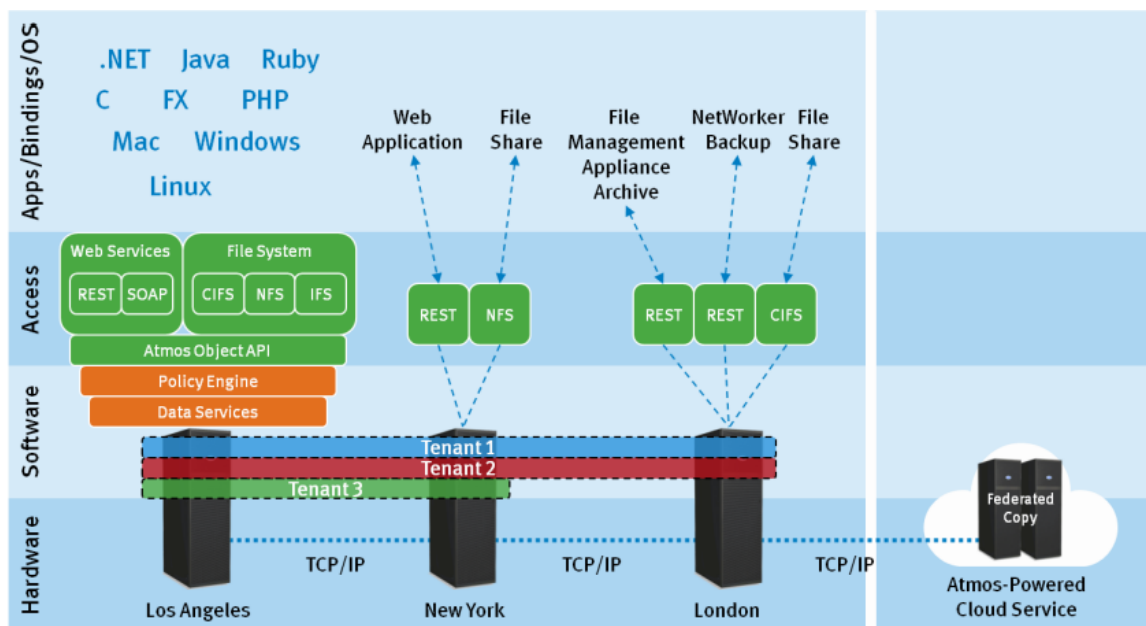 Apps/Bindings/OS
.NET Java Ruby
C FX PHP
Mac Windows
Linux
Web
Application
File
Share
File
Management
Appliance
Archive
NetWorker
Backup
File
Share
Access
Web Services
REST SOAP
File System
CIFS NFS IFS
Atmos Object API
REST NFS
REST REST CIFS
Software
Policy Engine
Data Services
Tenant 1
Tenant 2
Tenant 3
Hardware
TCP/IP
TCP/IP
TCP/IP
Los Angeles
New York
London
Federated
Copy
Atmos-Powered
Cloud Service